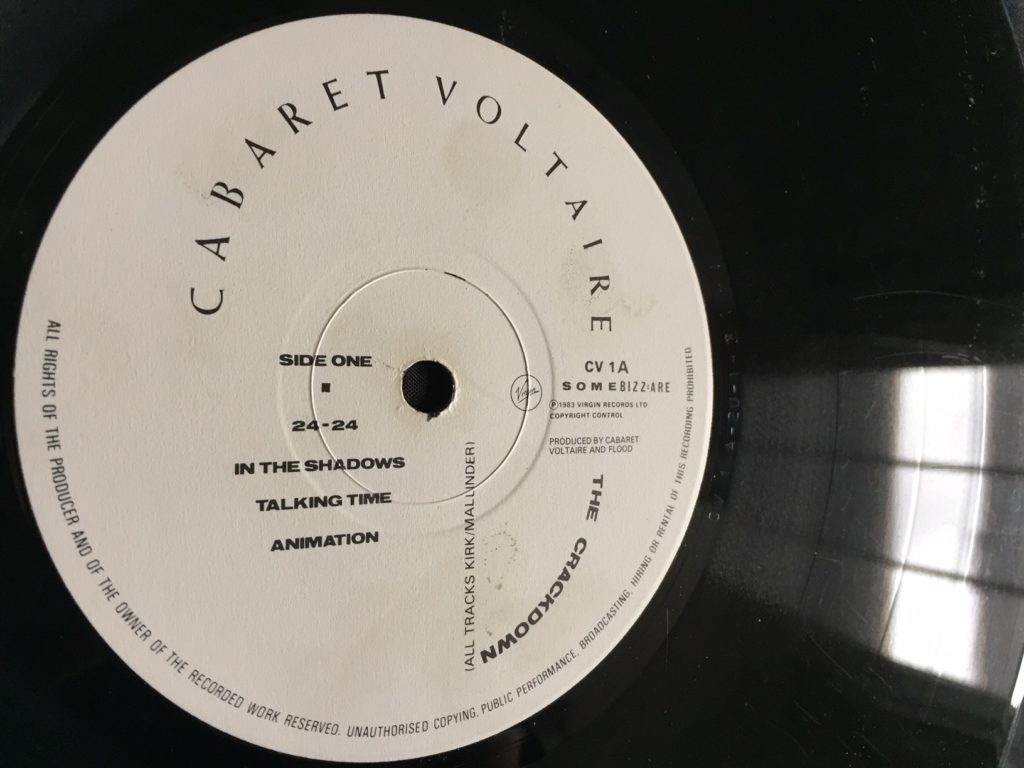 CABARET VOLTAIRE
SIDE ONE
24-24
IN THE SHADOWS
TALKING TIME
ANIMATION
(ALL TRACKS KIRK/MALLINDER)
Virgin
CV 1A
SOMEBIZZARE
Ⓟ1983 VIRGIN RECORDS LTD
COPYRIGHT CONTROL
PRODUCED BY CABARET
VOLTAIRE AND FLOOD
THE CRACKDOWN
ALL RIGHTS OF THE PRODUCER AND OF THE OWNER OF THE RECORDED WORK RESERVED. UNAUTHORISED COPYING, PUBLIC PERFORMANCE, BROADCASTING, HIRING OR RENTAL OF THIS RECORDING PROHIBITED.